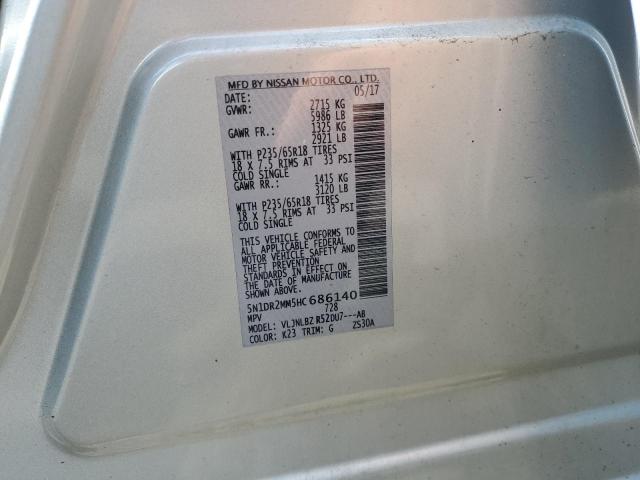 MFD BY NISSAN MOTOR CO., LTD.
DATE: 05/17
GVWR: 2715 KG
5986 LB
GAWR FR.: 1325 KG
2921 LB
WITH P235/65R18 TIRES
18 X 7.5 RIMS AT 33 PSI
COLD SINGLE
GAWR RR.: 1415 KG
3120 LB
WITH P235/65R18 TIRES
18 X 7.5 RIMS AT 33 PSI
COLD SINGLE
THIS VEHICLE CONFORMS TO
ALL APPLICABLE FEDERAL
MOTOR VEHICLE SAFETY AND
THEFT PREVENTION
STANDARDS IN EFFECT ON
THE DATE OF MANUFACTURE
SHOWN ABOVE.
5N1DR2MM5HC686140
MPV 728
MODEL: VLJNLBZ R52DU7---AB
COLOR: K23 TRIM: G ZS30A